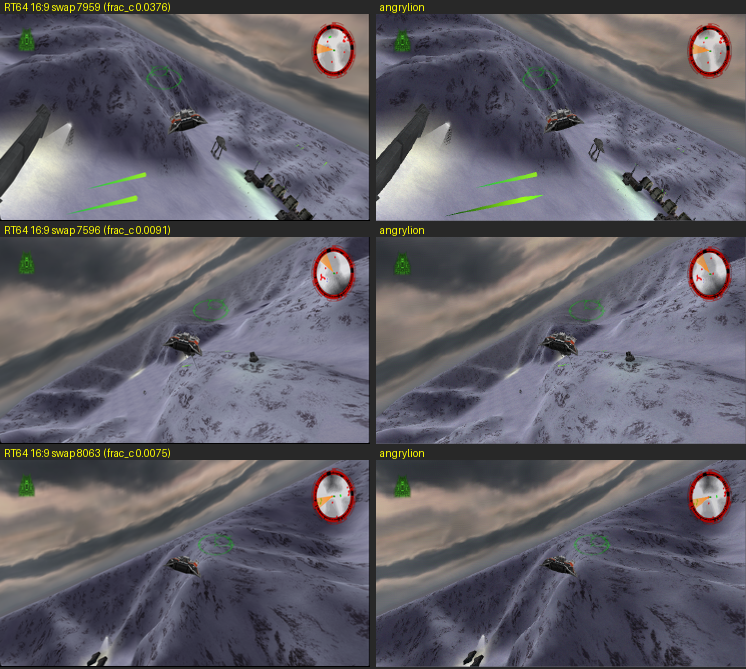 RT64 16:9 swap 7959 (frac_c 0.0376)
angrylion
RT64 16:9 swap 7596 (frac_c 0.0091)
angrylion
RT64 16:9 swap 8063 (frac_c 0.0075)
angrylion